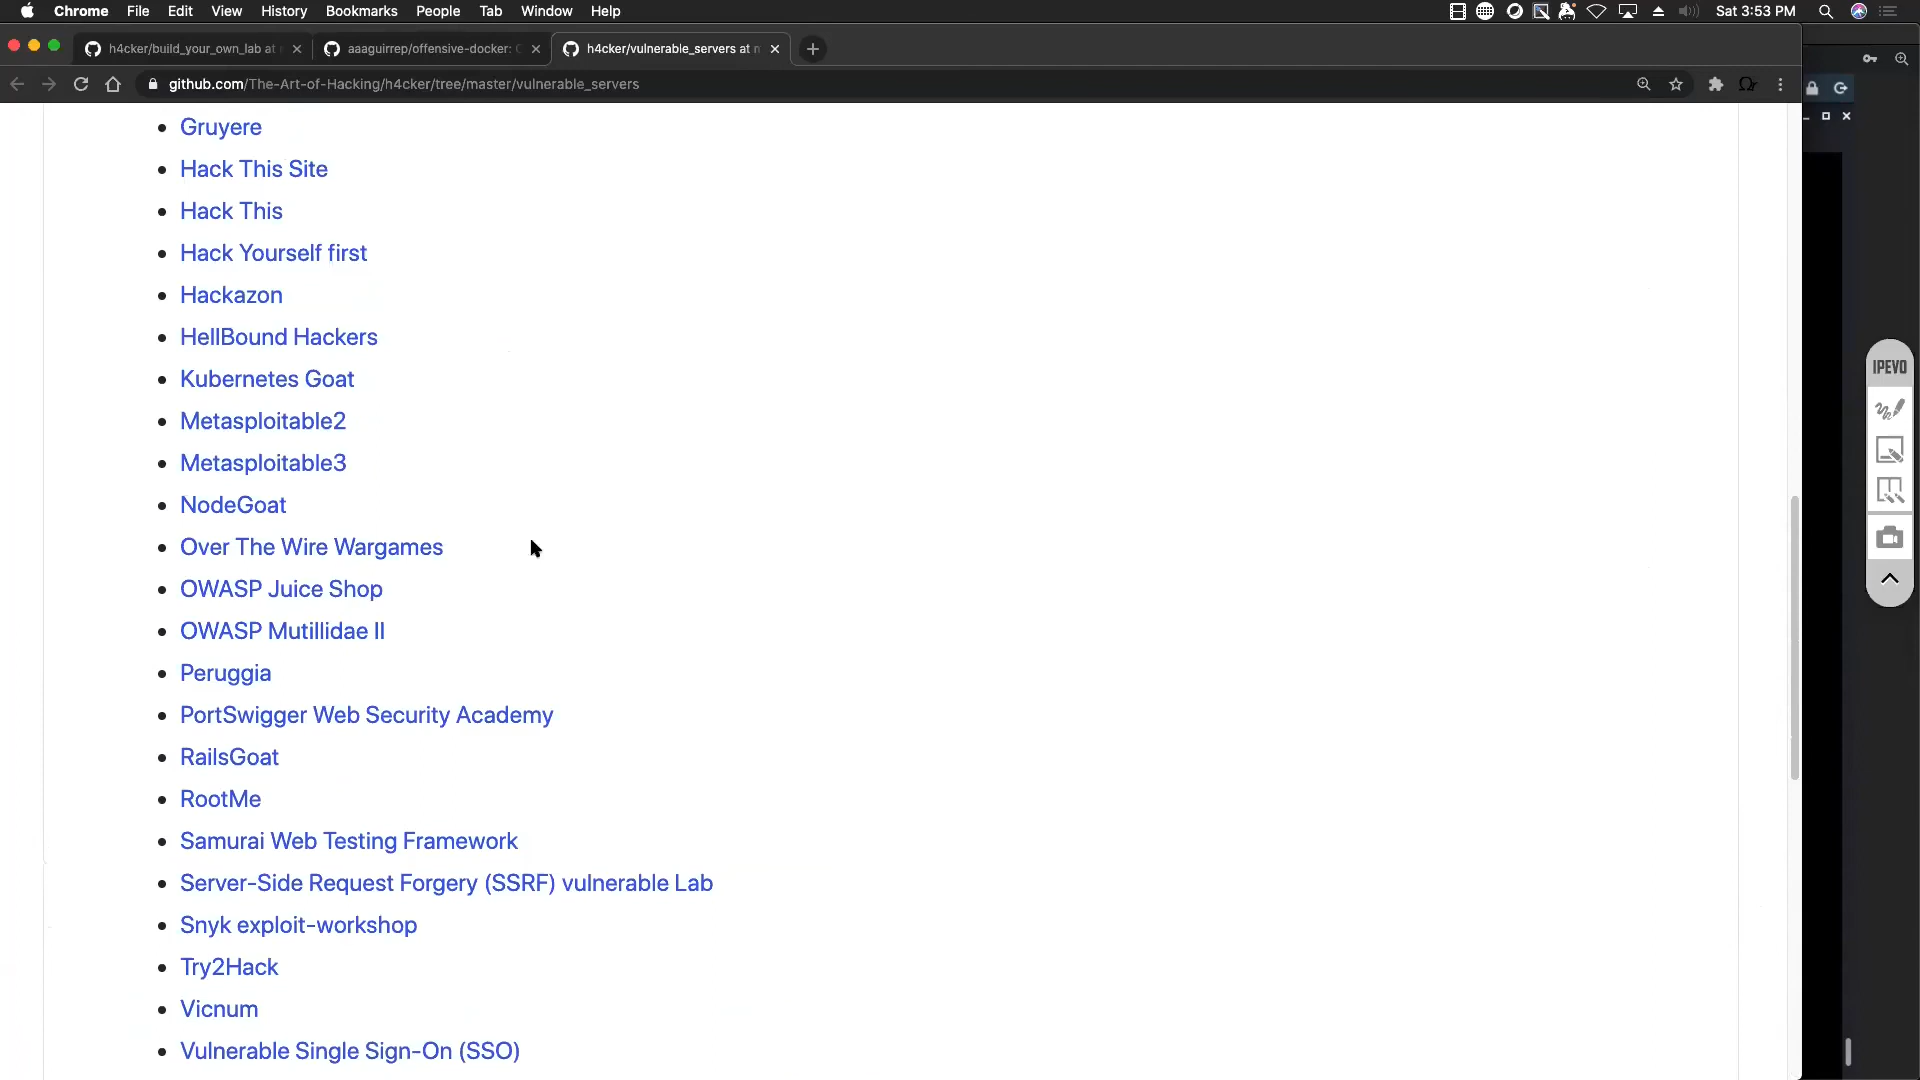 Chrome File Edit View History Bookmarks People Tab Window Help Sat 3:53 PM
h4cker/build_your_own_lab at
aaaguirrep/offensive-docker:
h4cker/vulnerable_servers at
github.com/The-Art-of-Hacking/h4cker/tree/master/vulnerable_servers
Gruyere
Hack This Site
Hack This
Hack Yourself first
Hackazon
HellBound Hackers
IPEVO
Kubernetes Goat
Metasploitable2
Metasploitable3
NodeGoat
Over The Wire Wargames
OWASP Juice Shop
OWASP Mutillidae II
Peruggia
PortSwigger Web Security Academy
RailsGoat
RootMe
Samurai Web Testing Framework
Server-Side Request Forgery (SSRF) vulnerable Lab
Snyk exploit-workshop
Try2Hack
Vicnum
Vulnerable Single Sign-On (SSO)